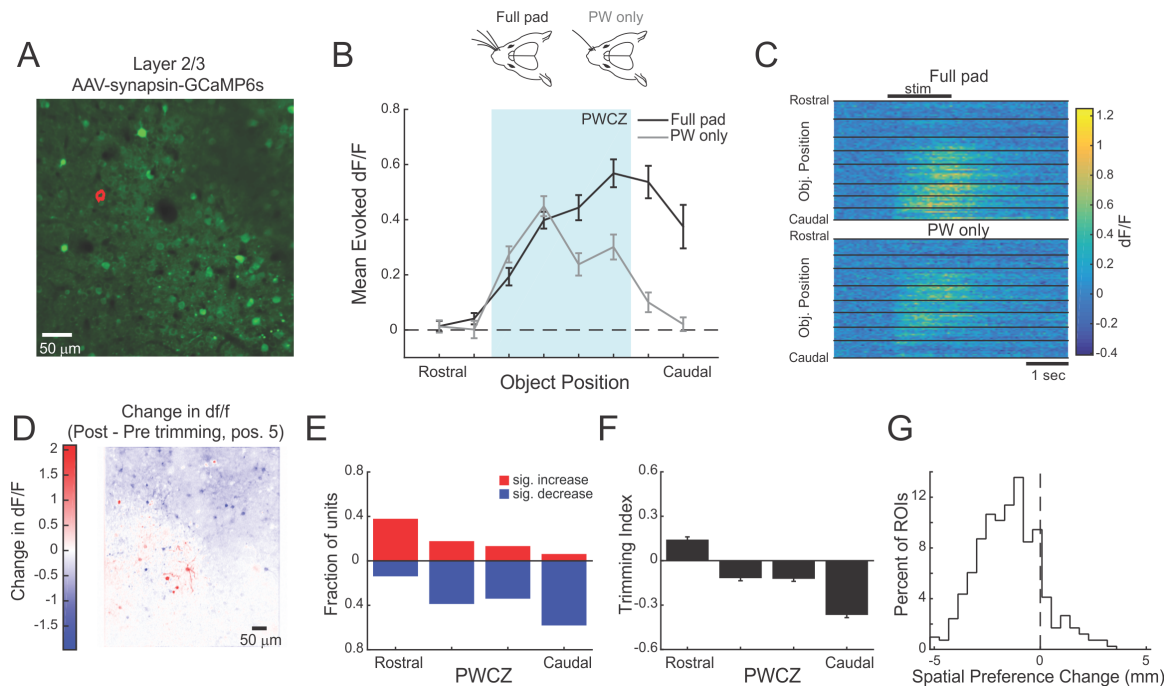 A
Layer 2/3
AAV-synapsin-GCaMP6s
50 µm
B
Full pad
PW only
PWCZ
Full pad
PW only
Mean Evoked dF/F
0.8
0.6
0.4
0.2
0
Rostral
Caudal
Object Position
C
Full pad
stim
Rostral
Obj. Position
Caudal
PW only
Rostral
Obj. Position
Caudal
1 sec
1.2
1
0.8
0.6
0.4
0.2
0
-0.2
-0.4
dF/F
D
Change in df/f
(Post - Pre trimming, pos. 5)
Change in dF/F
2
1.5
1
0.5
0
-0.5
-1
-1.5
50 µm
E
sig. increase
sig. decrease
Fraction of units
0.8
0.4
0
0.4
0.8
Rostral
Caudal
PWCZ
F
Trimming Index
0.6
0.3
0
-0.3
-0.6
Rostral
Caudal
PWCZ
G
Percent of ROIs
12
8
4
0
-5
0
5
Spatial Preference Change (mm)